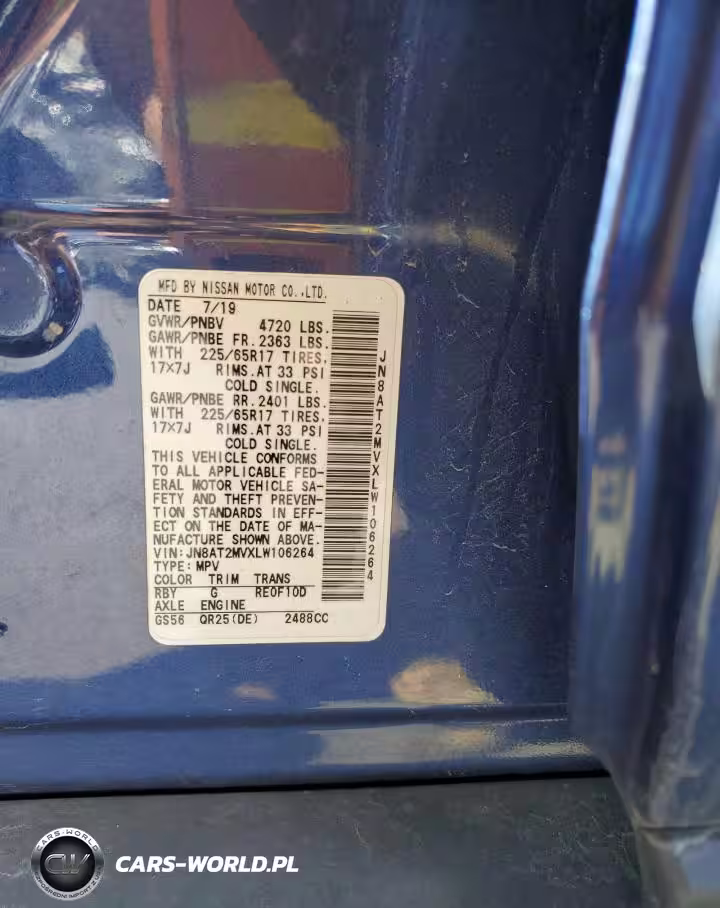 MFD BY NISSAN MOTOR CO.,LTD.
DATE 7/19
GVWR/PNBV 4720 LBS.
GAWR/PNBE FR.2363 LBS.
WITH 225/65R17 TIRES,
17X7J RIMS.AT 33 PSI
COLD SINGLE.
GAWR/PNBE RR.2401 LBS.
WITH 225/65R17 TIRES,
17X7J RIMS.AT 33 PSI
COLD SINGLE.
THIS VEHICLE CONFORMS
TO ALL APPLICABLE FED-
ERAL MOTOR VEHICLE SA-
FETY AND THEFT PREVEN-
TION STANDARDS IN EFF-
ECT ON THE DATE OF MA-
NUFACTURE SHOWN ABOVE.
VIN:JN8AT2MVXLW106264
TYPE:MPV
COLOR TRIM TRANS
RBY G RE0F10D
AXLE ENGINE
GS56 QR25(DE) 2488CC
JN8AT2MVXLW106264
CARS-WORLD
CARS-WORLD.PL